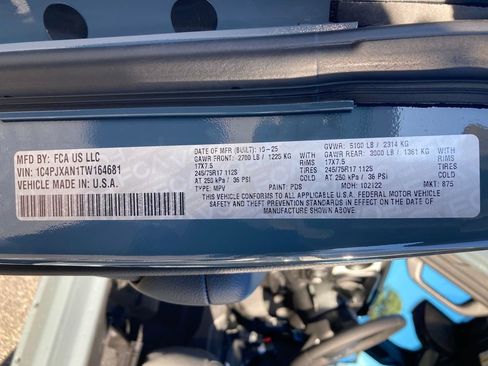 MFD BY: FCA US LLC
VIN: 1C4PJXAN1TW164681
VEHICLE MADE IN U.S.A.
DATE OF MFR (BUILT): 10-25 GVWR: 5100 LB / 2314 KG
GAWR FRONT: 2700 LB / 1225 KG WITH GAWR REAR: 3000 LB / 1361 KG WITH
17X7.5 RIMS 17X7.5 RIMS
245/75R17 112S TIRES 245/75R17 112S TIRES
AT 250 kPa / 36 PSI COLD AT 250 kPa / 36 PSI COLD
TYPE: MPV PAINT: PDS MDH: 102122 MKT: 875
THIS VEHICLE CONFORMS TO ALL APPLICABLE U.S.A. FEDERAL MOTOR VEHICLE
SAFETY AND THEFT PREVENTION STANDARDS IN EFFECT ON THE DATE OF
MANUFACTURE SHOWN ABOVE